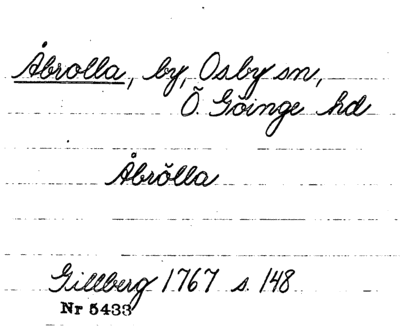 Åbrolla, by, Osby sn,
Ö. Göinge hd
Åbrölla
Gillberg 1767 s. 148
Nr 5433